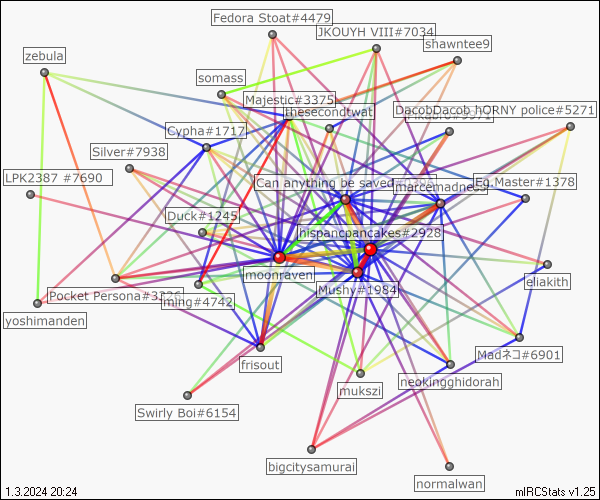 Fedora Stoat#4479
JKOUYH VIII#7034
shawntee9
zebula
somass
Majestic#3375
thesecondtwat
DacobDacob hORNY police#5271
Cypha#1717
Silver#7938
LPK2387 #7690
Can anything be saved
marcemadness
Eg.Master#1378
Duck#1245
hispancpancakes#2928
moonraven
Mushy#1984
eliakith
Pocket Persona#3
ming#4742
yoshimanden
frisout
Madネコ#6901
neokingghidorah
mukszi
Swirly Boi#6154
bigcitysamurai
normalwan
1.3.2024 20:24
mIRCStats v1.25